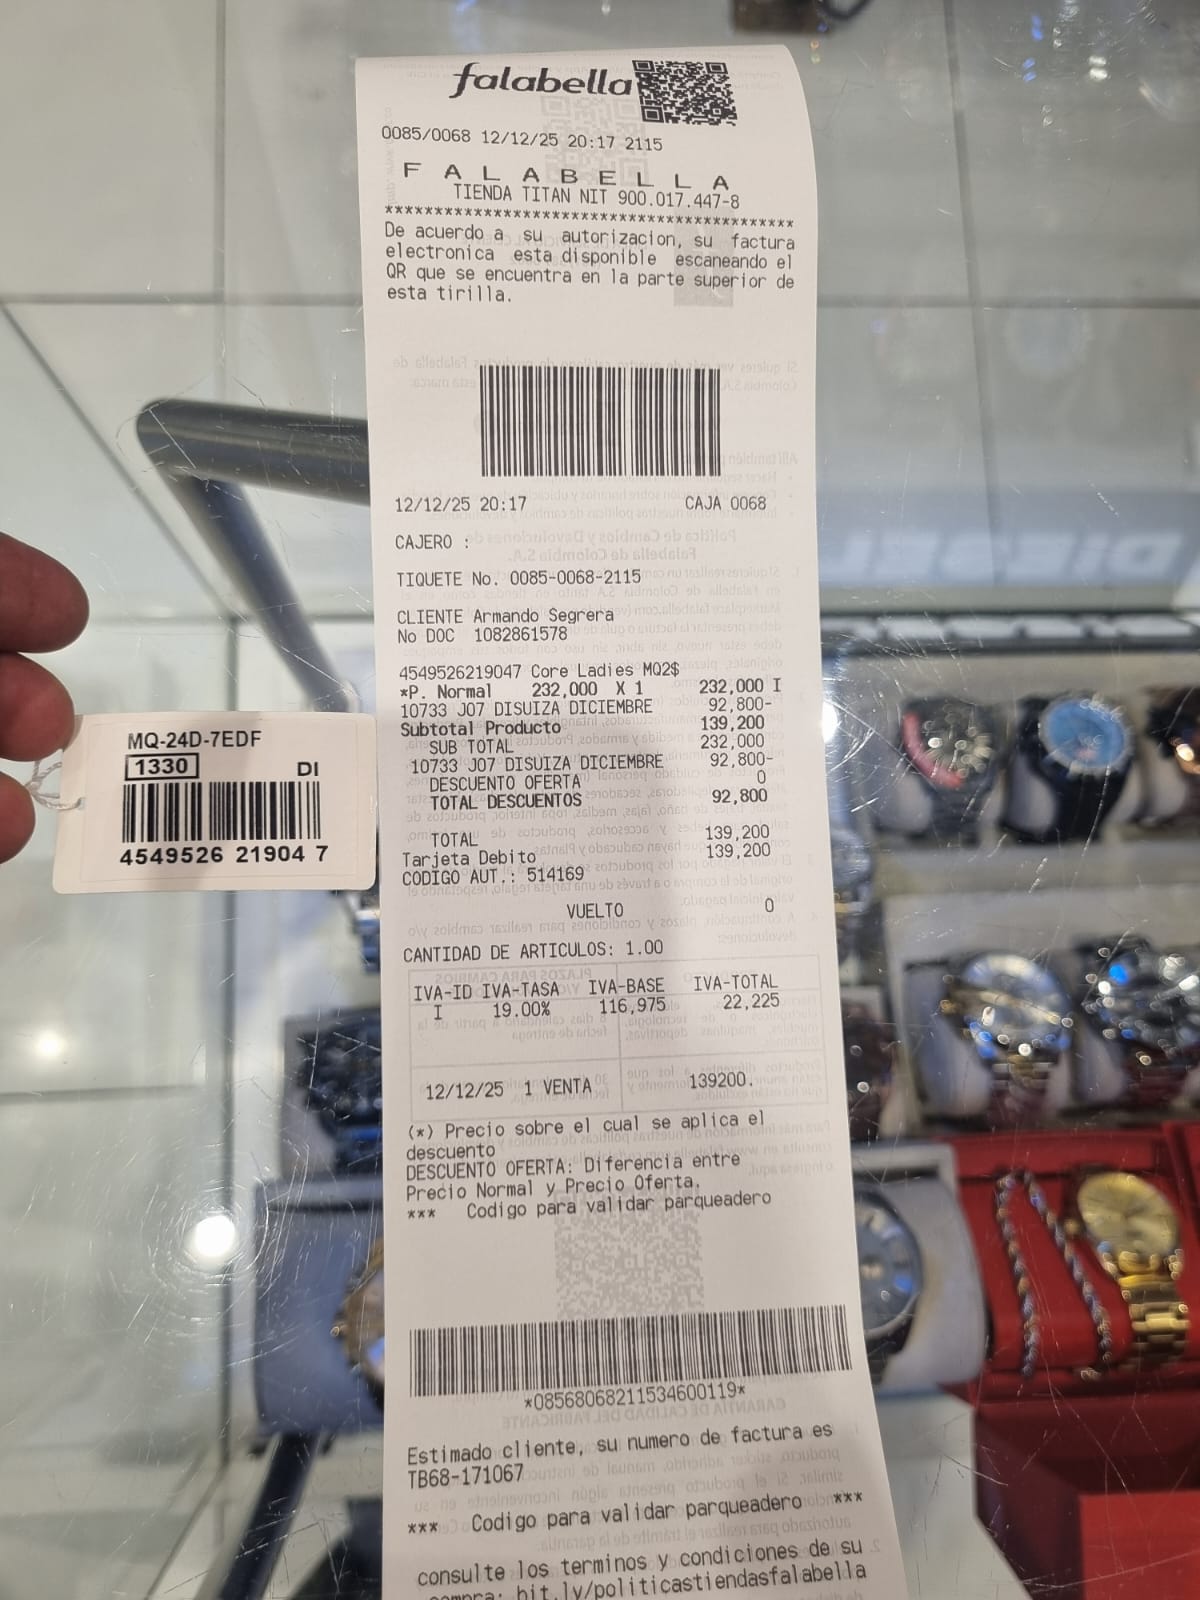 falabella
0085/0068 12/12/25 20:17 2115
F A L A B E L L A
TIENDA TITAN NIT 900.017.447-8
*****************************************
De acuerdo a su autorizacion, su factura
electronica esta disponible escaneando el
QR que se encuentra en la parte superior de
esta tirilla.
12/12/25 20:17 CAJA 0068
CAJERO :
TIQUETE No. 0085-0068-2115
CLIENTE Armando Segrera
No DOC 1082861578
4549526219047 Core Ladies MQ2$
*P. Normal 232,000 X 1 232,000 I
10733 J07 DISUIZA DICIEMBRE 92,800-
Subtotal Producto 139,200
SUB TOTAL 232,000
10733 J07 DISUIZA DICIEMBRE 92,800-
DESCUENTO OFERTA 0
TOTAL DESCUENTOS 92,800
TOTAL 139,200
Tarjeta Debito 139,200
CODIGO AUT.: 514169
VUELTO 0
CANTIDAD DE ARTICULOS: 1.00
IVA-ID IVA-TASA IVA-BASE IVA-TOTAL
I 19.00% 116,975 22,225
12/12/25 1 VENTA 139200.
(*) Precio sobre el cual se aplica el
descuento
DESCUENTO OFERTA: Diferencia entre
Precio Normal y Precio Oferta.
*** Codigo para validar parqueadero
*08568068211534600119*
Estimado cliente, su numero de factura es
TB68-171067
*** Codigo para validar parqueadero ***
consulte los terminos y condiciones de su
compra: bit.ly/politicastiendasfalabella
MQ-24D-7EDF
1330 DI
4549526 21904 7
DIESEL